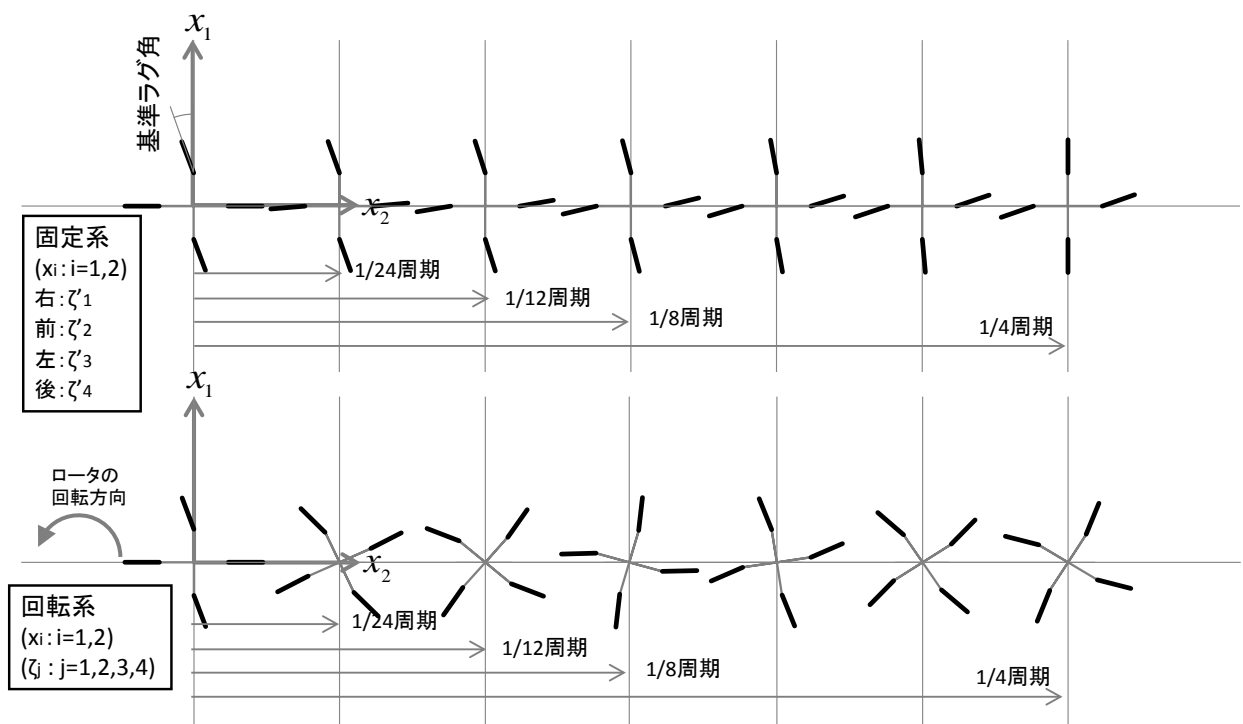 x1
基準ラグ角
x2
固定系
(xi : i=1,2)
右 : ζ'1
前 : ζ'2
左 : ζ'3
後 : ζ'4
1/24周期
1/12周期
1/8周期
1/4周期
x1
ロータの
回転方向
x2
回転系
(xi : i=1,2)
(ζj : j=1,2,3,4)
1/24周期
1/12周期
1/8周期
1/4周期